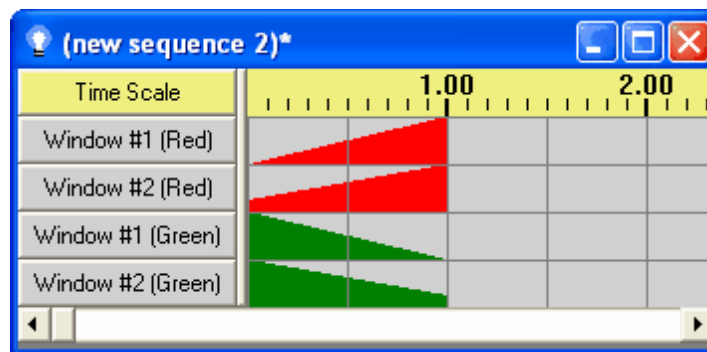 (new sequence 2)*
Time Scale 1.00 2.00
Window #1 (Red)
Window #2 (Red)
Window #1 (Green)
Window #2 (Green)